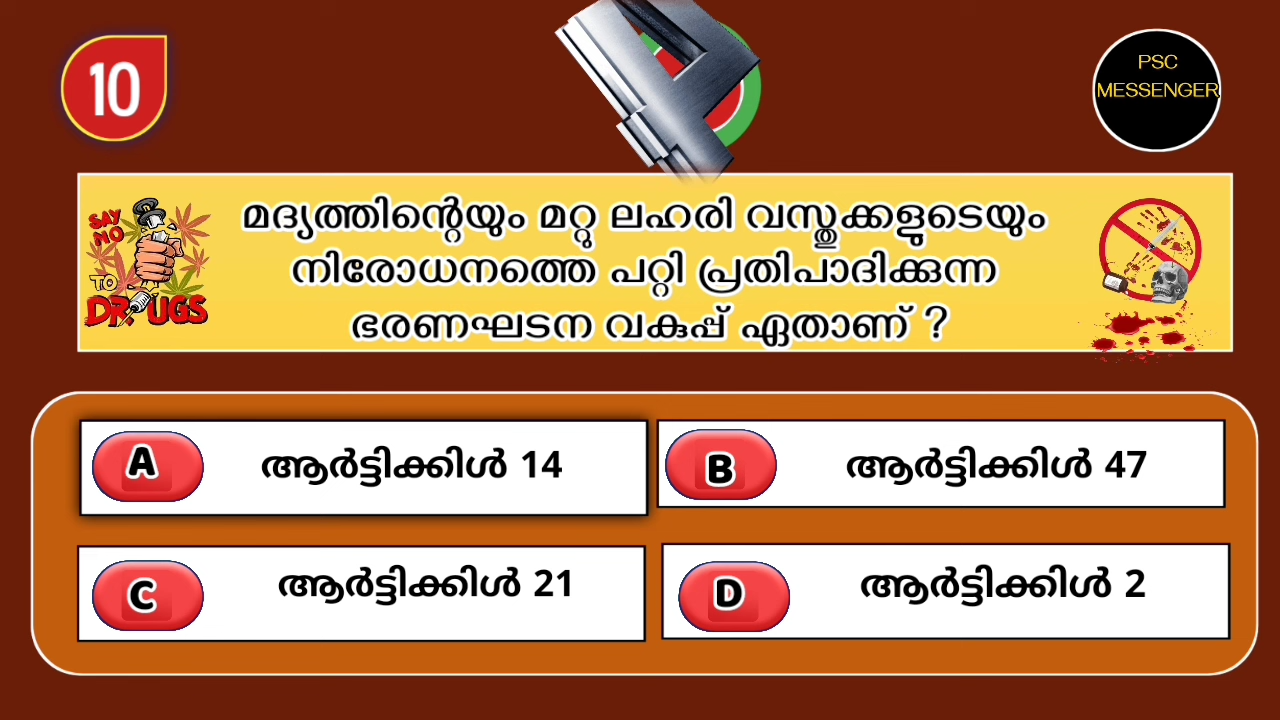 10
PSC
MESSENGER
SAY
NO
TO
DRUGS
മദ്യത്തിന്റെയും മറ്റു ലഹരി വസ്തുക്കളുടെയും
നിരോധനത്തെ പറ്റി പ്രതിപാദിക്കുന്ന
ഭരണഘടന വകുപ്പ് ഏതാണ് ?
A ആർട്ടിക്കിൾ 14
B ആർട്ടിക്കിൾ 47
C ആർട്ടിക്കിൾ 21
D ആർട്ടിക്കിൾ 2